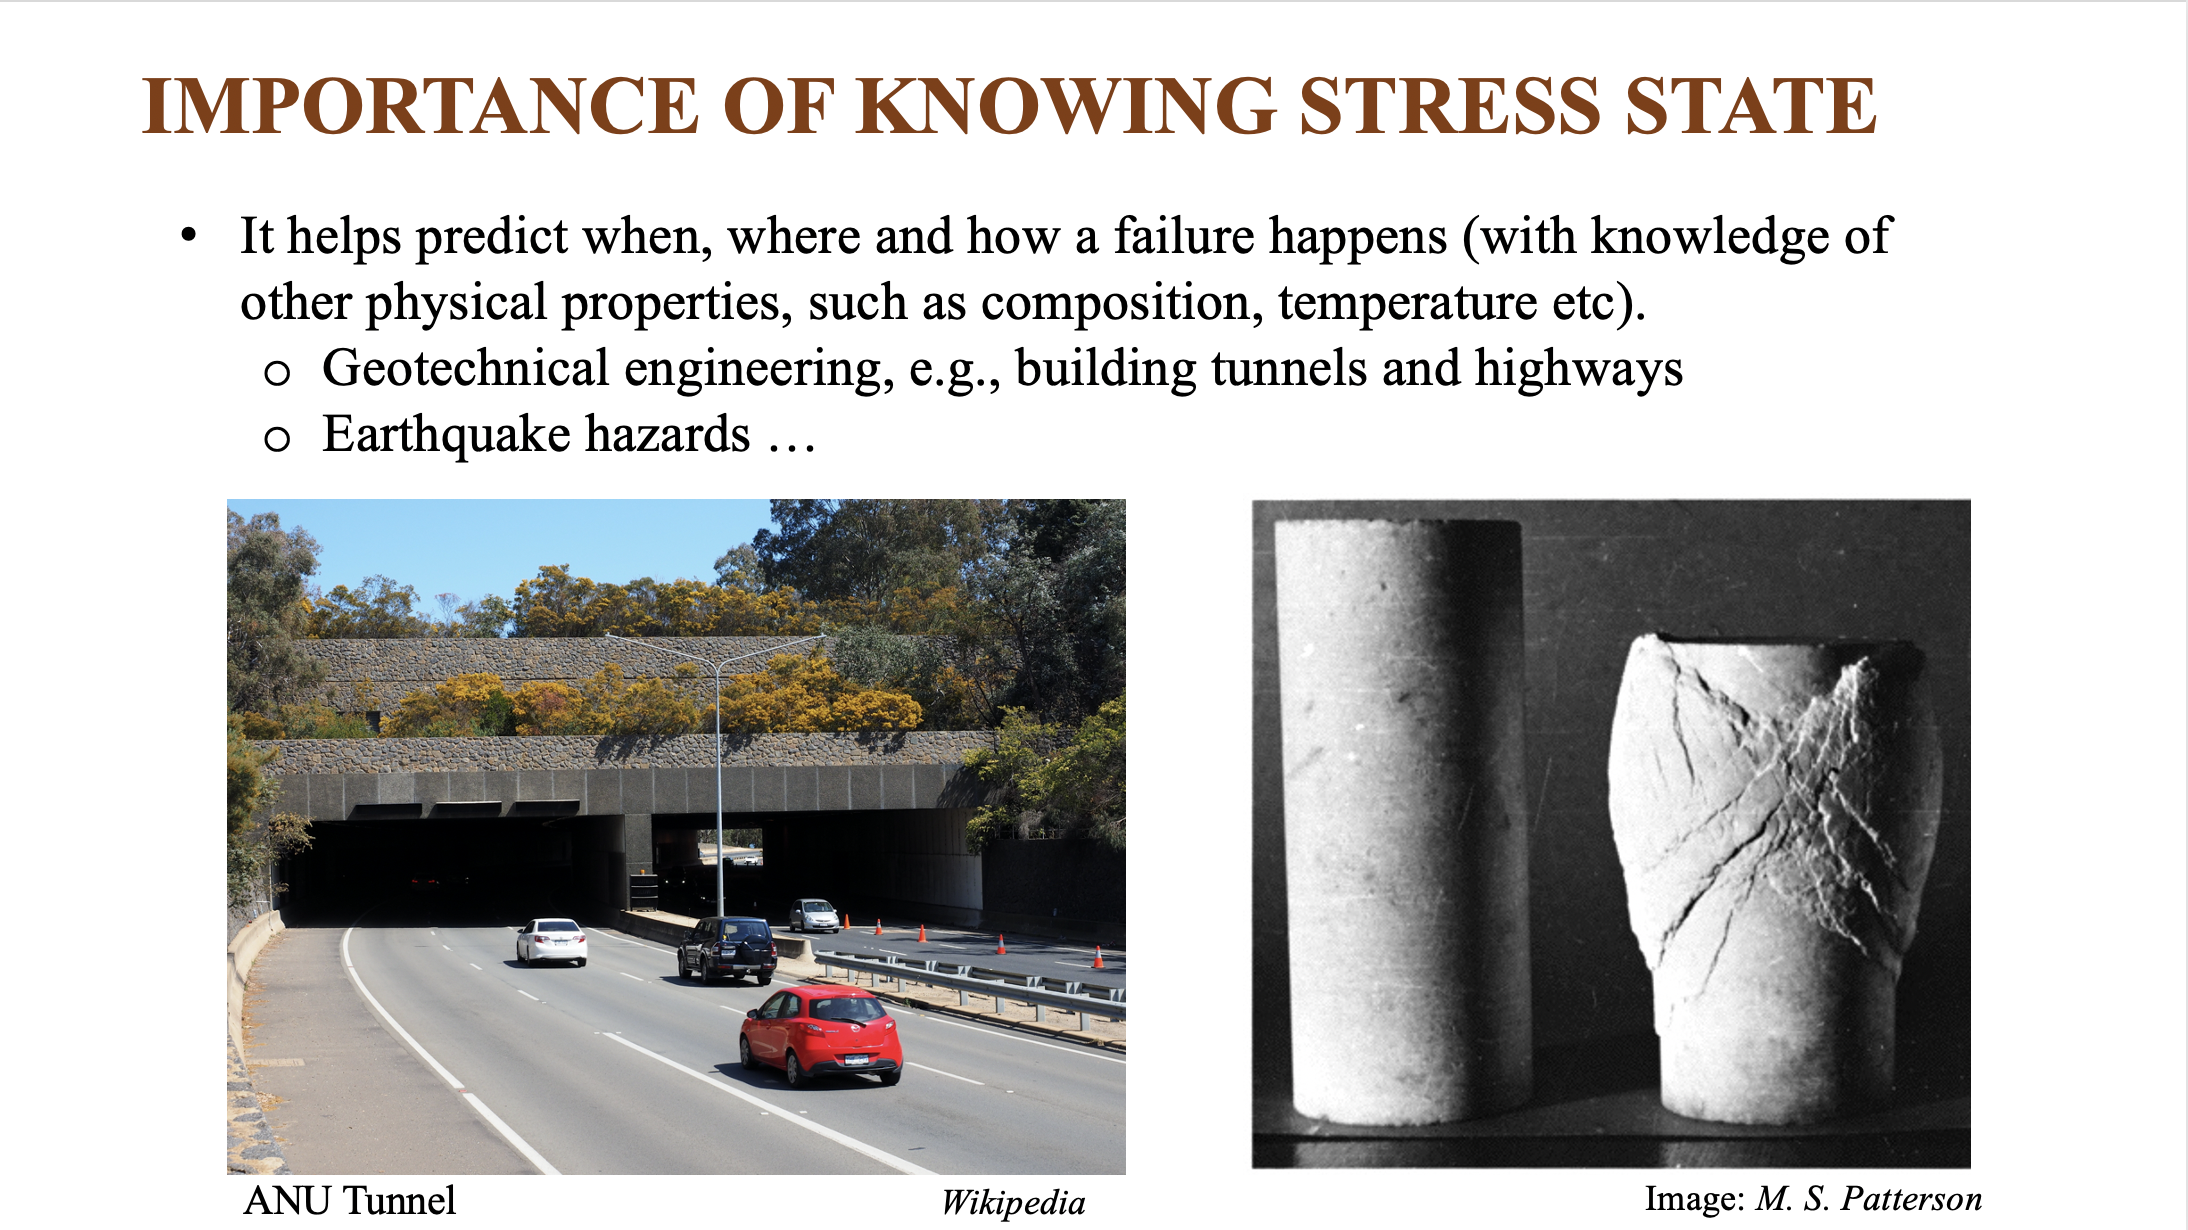 IMPORTANCE OF KNOWING STRESS STATE
• It helps predict when, where and how a failure happens (with knowledge of
other physical properties, such as composition, temperature etc).
o Geotechnical engineering, e.g., building tunnels and highways
o Earthquake hazards …
ANU Tunnel
Wikipedia
Image: M. S. Patterson